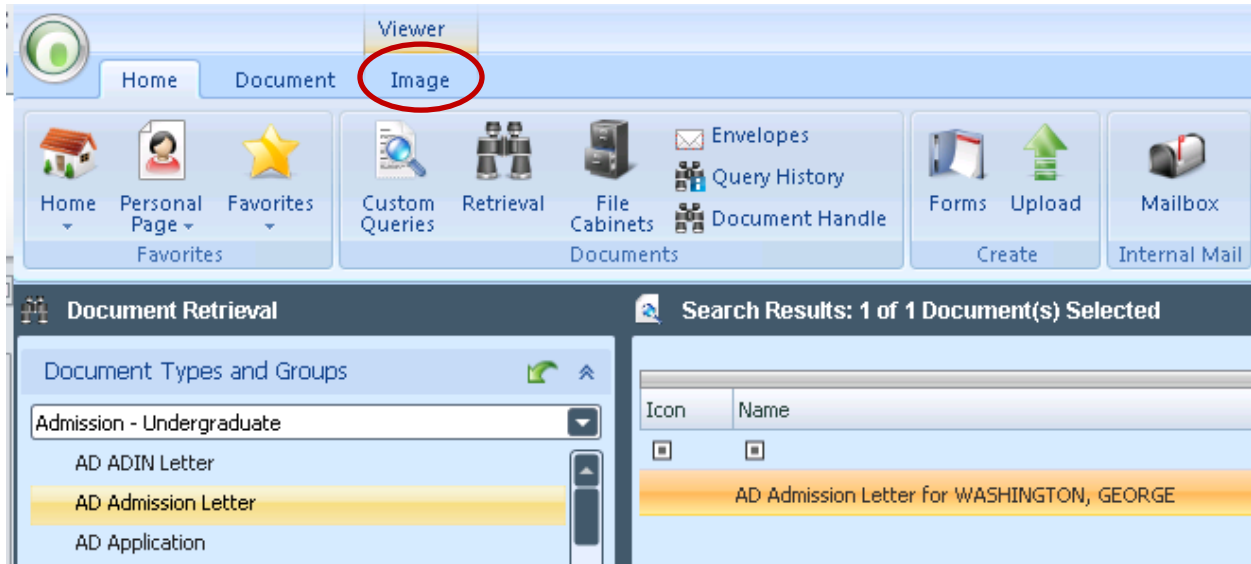 Viewer
Home Document Image
Home Personal Page Favorites
Favorites
Custom Queries Retrieval File Cabinets
Envelopes
Query History
Document Handle
Documents
Forms Upload
Create
Mailbox
Internal Mail
Document Retrieval
Document Types and Groups
Admission - Undergraduate
AD ADIN Letter
AD Admission Letter
AD Application
Search Results: 1 of 1 Document(s) Selected
Icon Name
AD Admission Letter for WASHINGTON, GEORGE